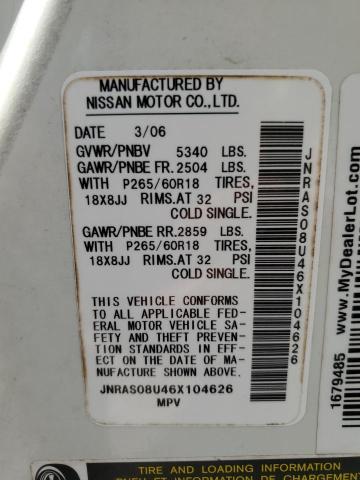 MANUFACTURED BY
NISSAN MOTOR CO., LTD.
DATE 3/06
GVWR/PNBV 5340 LBS.
GAWR/PNBE FR. 2504 LBS.
WITH P265/60R18 TIRES,
18X8JJ RIMS.AT 32 PSI
COLD SINGLE.
GAWR/PNBE RR. 2859 LBS.
WITH P265/60R18 TIRES,
18X8JJ RIMS.AT 32 PSI
COLD SINGLE.
THIS VEHICLE CONFORMS
TO ALL APPLICABLE FED-
ERAL MOTOR VEHICLE SA-
FETY AND THEFT PREVEN-
TION STANDARDS IN EFF-
ECT ON THE DATE OF MA-
NUFACTURE SHOWN ABOVE.
JNRAS08U46X104626
MPV
JNRAS08U46X104626
www.MyDealerLot.com
1679485
TIRE AND LOADING